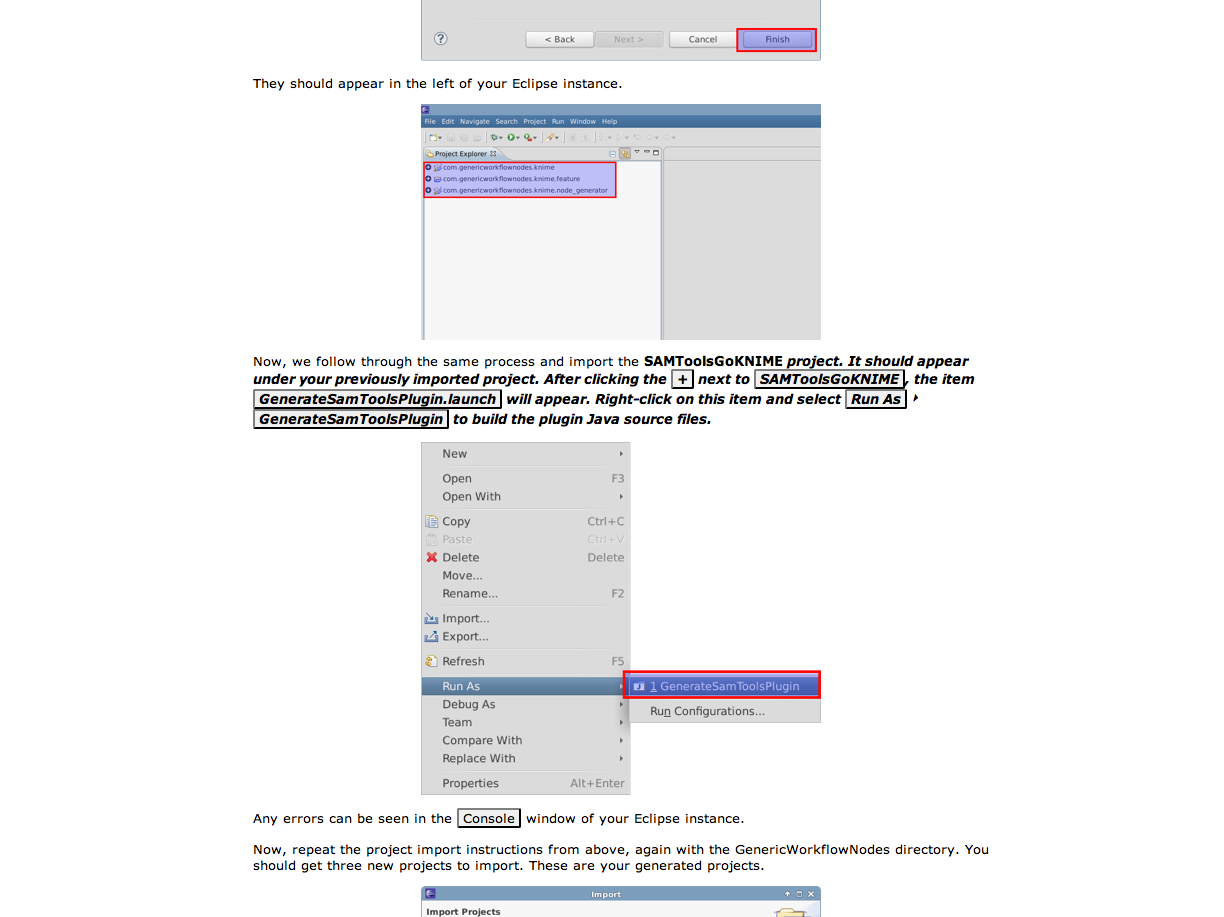 < Back Next > Cancel Finish
They should appear in the left of your Eclipse instance.
File Edit Navigate Search Project Run Window Help
Project Explorer
com.genericworkflownodes.knime
com.genericworkflownodes.knime.feature
com.genericworkflownodes.knime.node_generator
Now, we follow through the same process and import the SAMToolsGoKNIME project. It should appear
under your previously imported project. After clicking the + next to SAMToolsGoKNIME, the item
GenerateSamToolsPlugin.launch will appear. Right-click on this item and select Run As ‣
GenerateSamToolsPlugin to build the plugin Java source files.
New
Open F3
Open With
Copy Ctrl+C
Paste Ctrl+V
Delete Delete
Move...
Rename... F2
Import...
Export...
Refresh F5
Run As
1 GenerateSamToolsPlugin
Debug As
Run Configurations...
Team
Compare With
Replace With
Properties Alt+Enter
Any errors can be seen in the Console window of your Eclipse instance.
Now, repeat the project import instructions from above, again with the GenericWorkflowNodes directory. You
should get three new projects to import. These are your generated projects.
Import
Import Projects